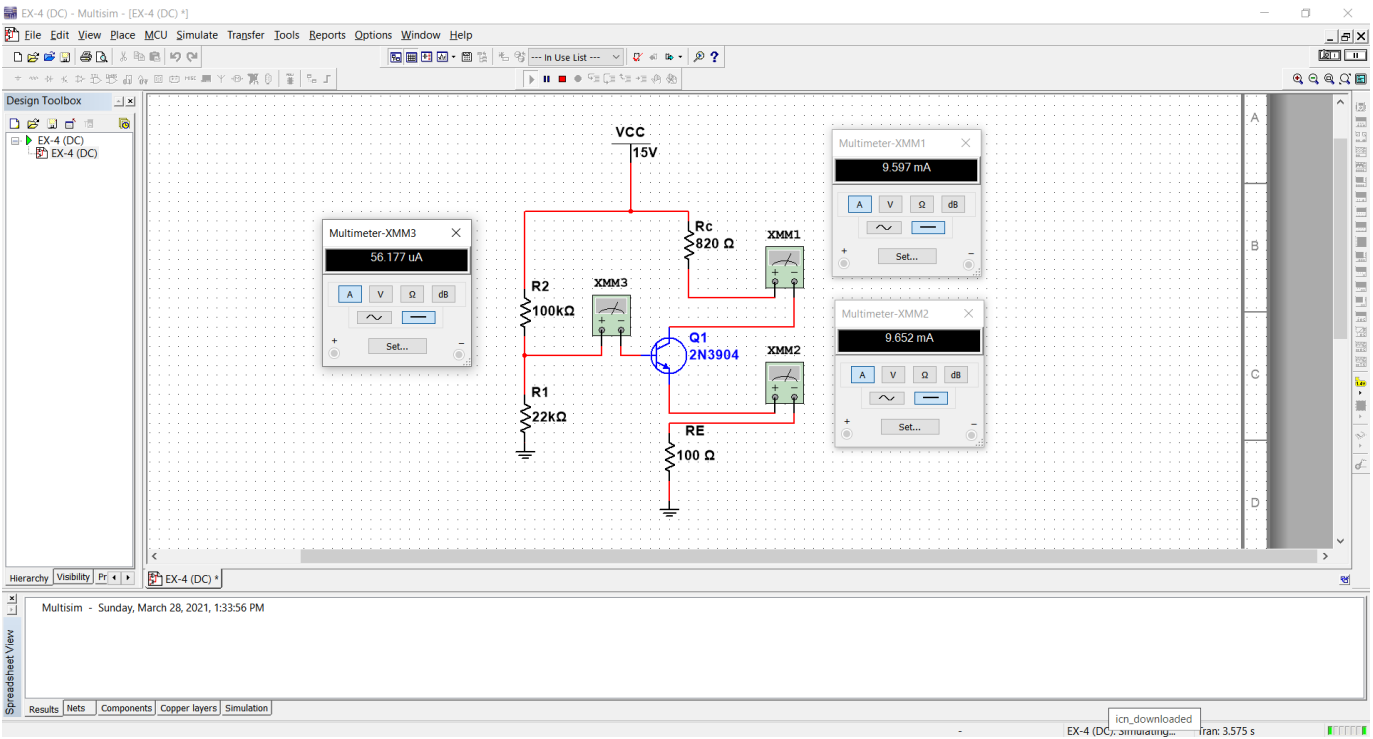 EX-4 (DC) - Multisim - [EX-4 (DC) *]
File Edit View Place MCU Simulate Transfer Tools Reports Options Window Help
--- In Use List ---
Design Toolbox
EX-4 (DC)
EX-4 (DC)
A
B
C
D
VCC
15V
Rc
820 Ω
XMM1
R2
100kΩ
XMM3
Q1
2N3904
XMM2
R1
22kΩ
RE
100 Ω
Multimeter-XMM3
56.177 uA
A V Ω dB
+ Set... -
Multimeter-XMM1
9.597 mA
A V Ω dB
+ Set... -
Multimeter-XMM2
9.652 mA
A V Ω dB
+ Set... -
Hierarchy Visibility Pr
EX-4 (DC) *
Spreadsheet View
Multisim - Sunday, March 28, 2021, 1:33:56 PM
Results Nets Components Copper layers Simulation
icn_downloaded
EX-4 (DC): Simulating... Tran: 3.575 s